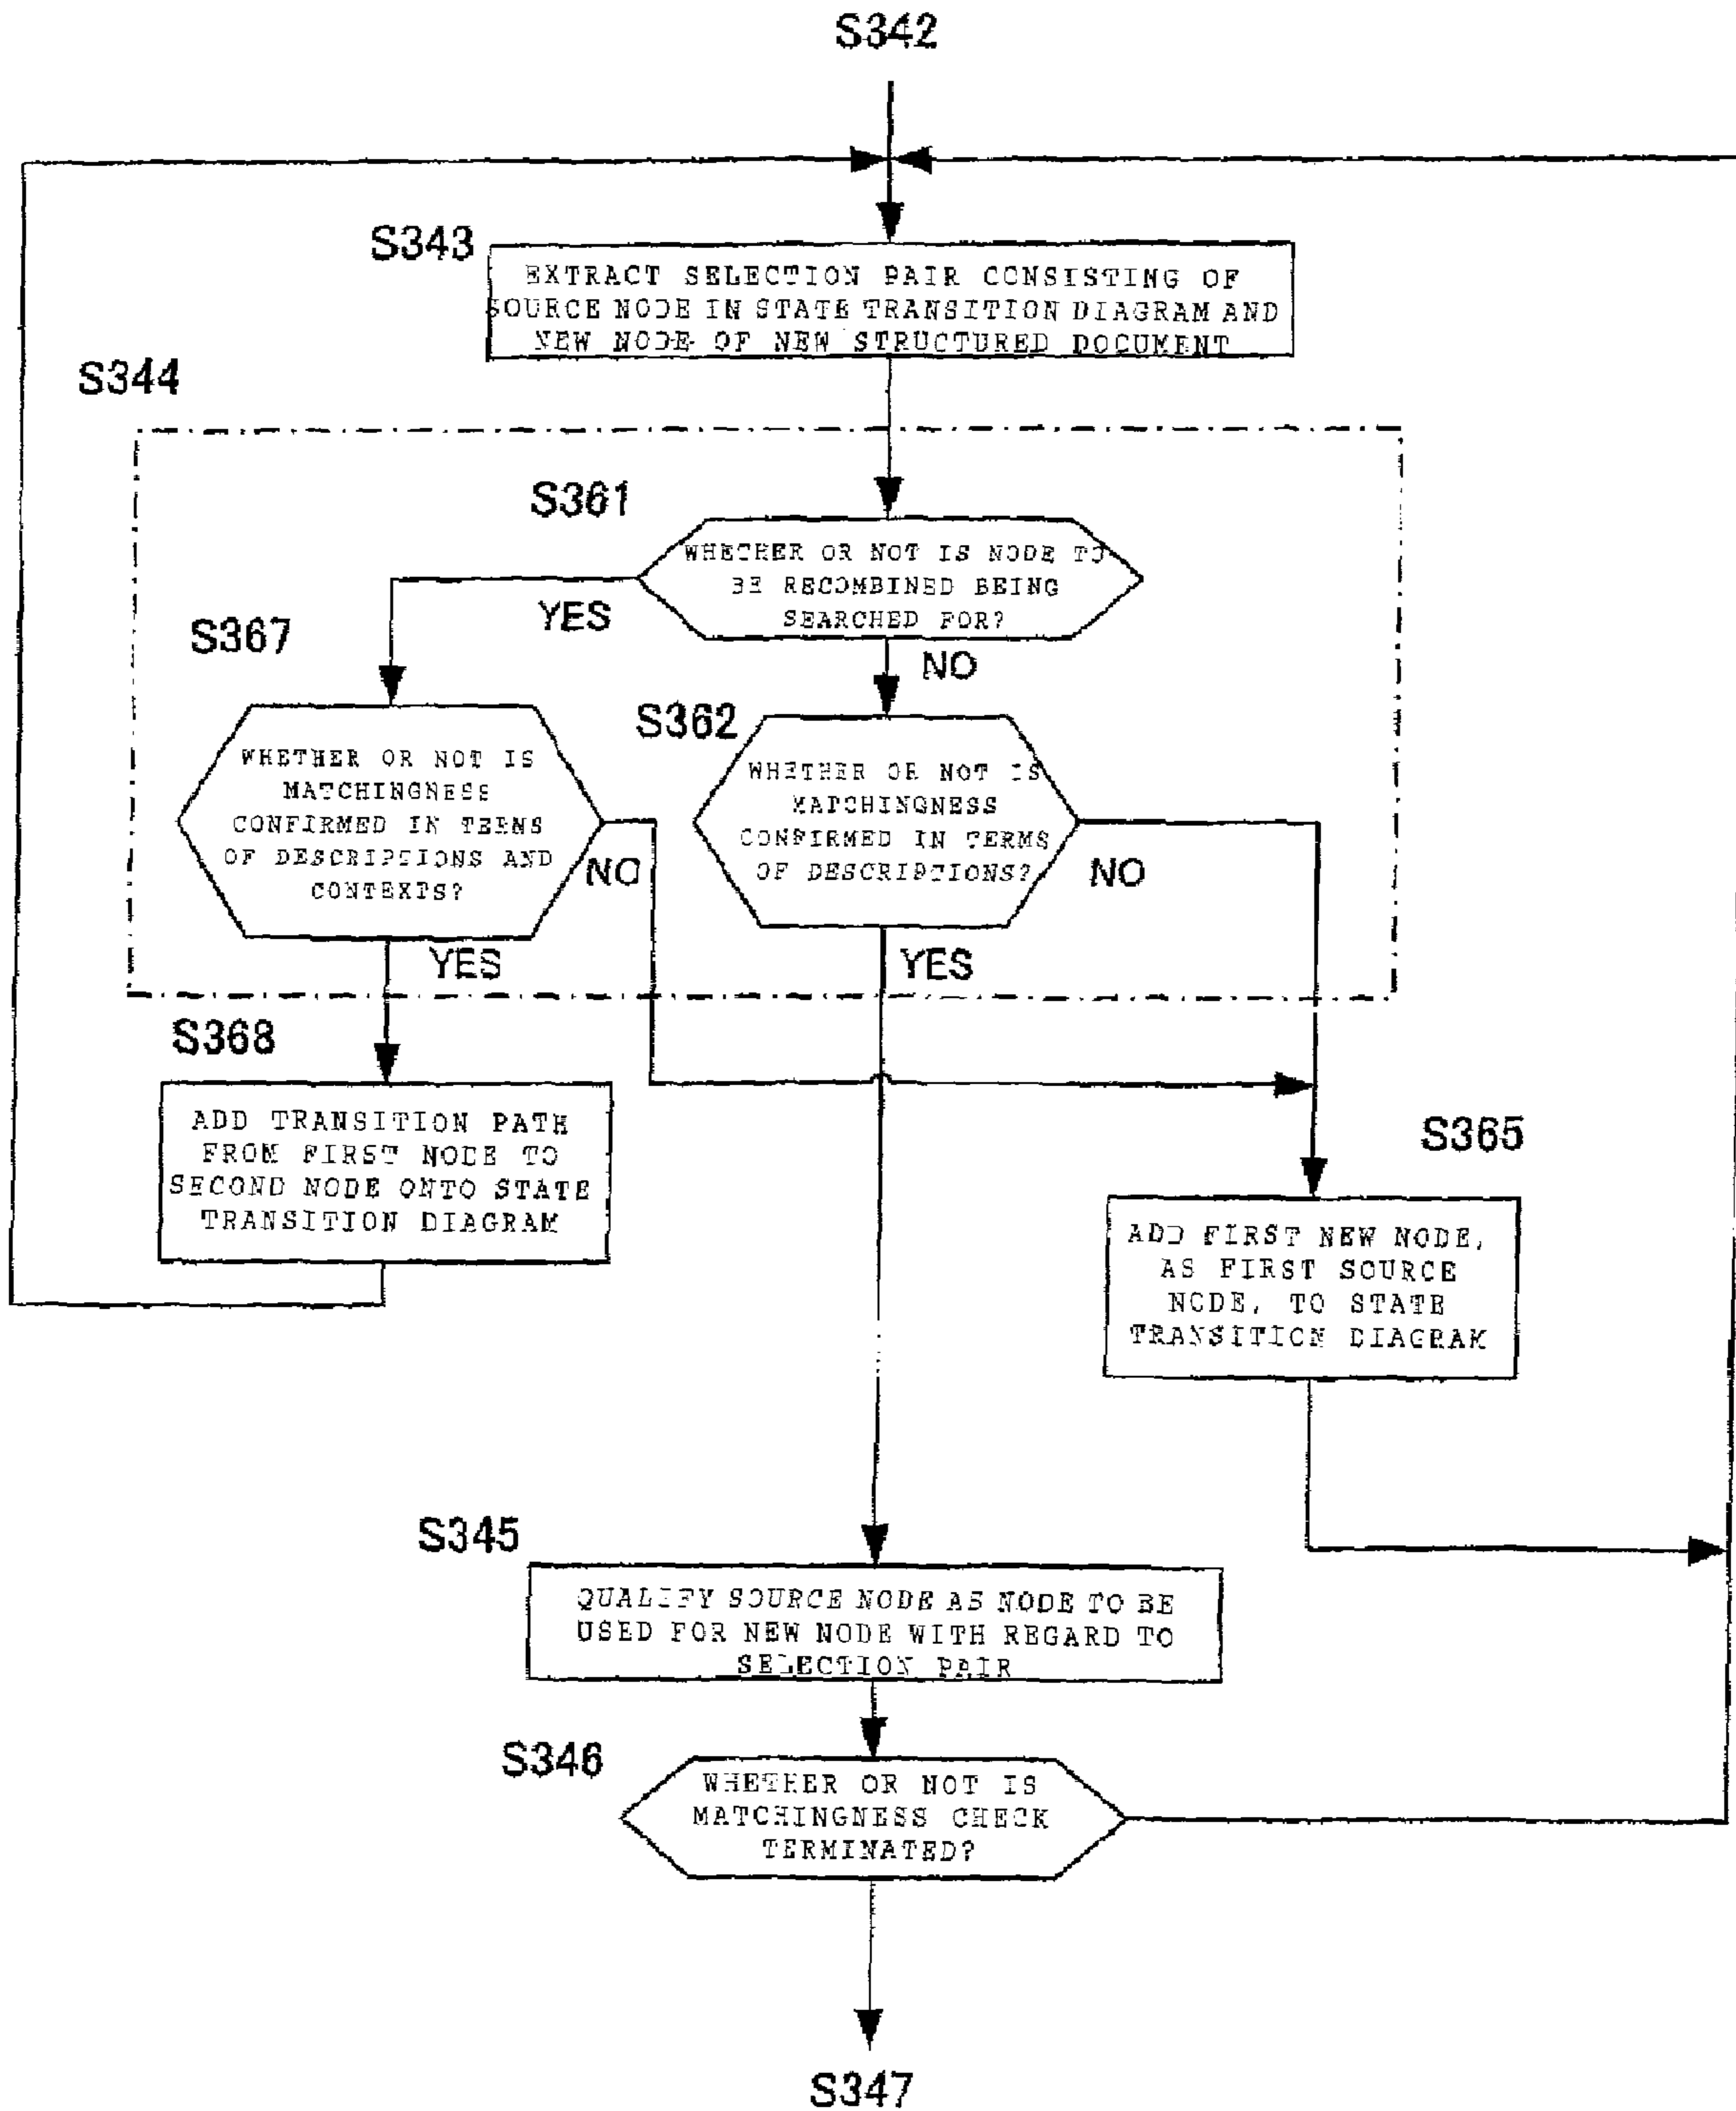 S342
S343
EXTRACT SELECTION PAIR CONSISTING OF
SOURCE NODE IN STATE TRANSITION DIAGRAM AND
NEW NODE OF NEW STRUCTURED DOCUMENT
S344
S361
WHETHER OR NOT IS NODE TO
BE RECOMBINED BEING
SEARCHED FOR?
YES
NO
S367
WHETHER OR NOT IS
MATCHINGNESS
CONFIRMED IN TERMS
OF DESCRIPTIONS AND
CONTEXTS?
NO
YES
S362
WHETHER OR NOT IS
MATCHINGNESS
CONFIRMED IN TERMS
OF DESCRIPTIONS?
NO
YES
S368
ADD TRANSITION PATH
FROM FIRST NODE TO
SECOND NODE ONTO STATE
TRANSITION DIAGRAM
S365
ADD FIRST NEW NODE,
AS FIRST SOURCE
NODE, TO STATE
TRANSITION DIAGRAM
S345
QUALIFY SOURCE NODE AS NODE TO BE
USED FOR NEW NODE WITH REGARD TO
SELECTION PAIR
S346
WHETHER OR NOT IS
MATCHINGNESS CHECK
TERMINATED?
S347